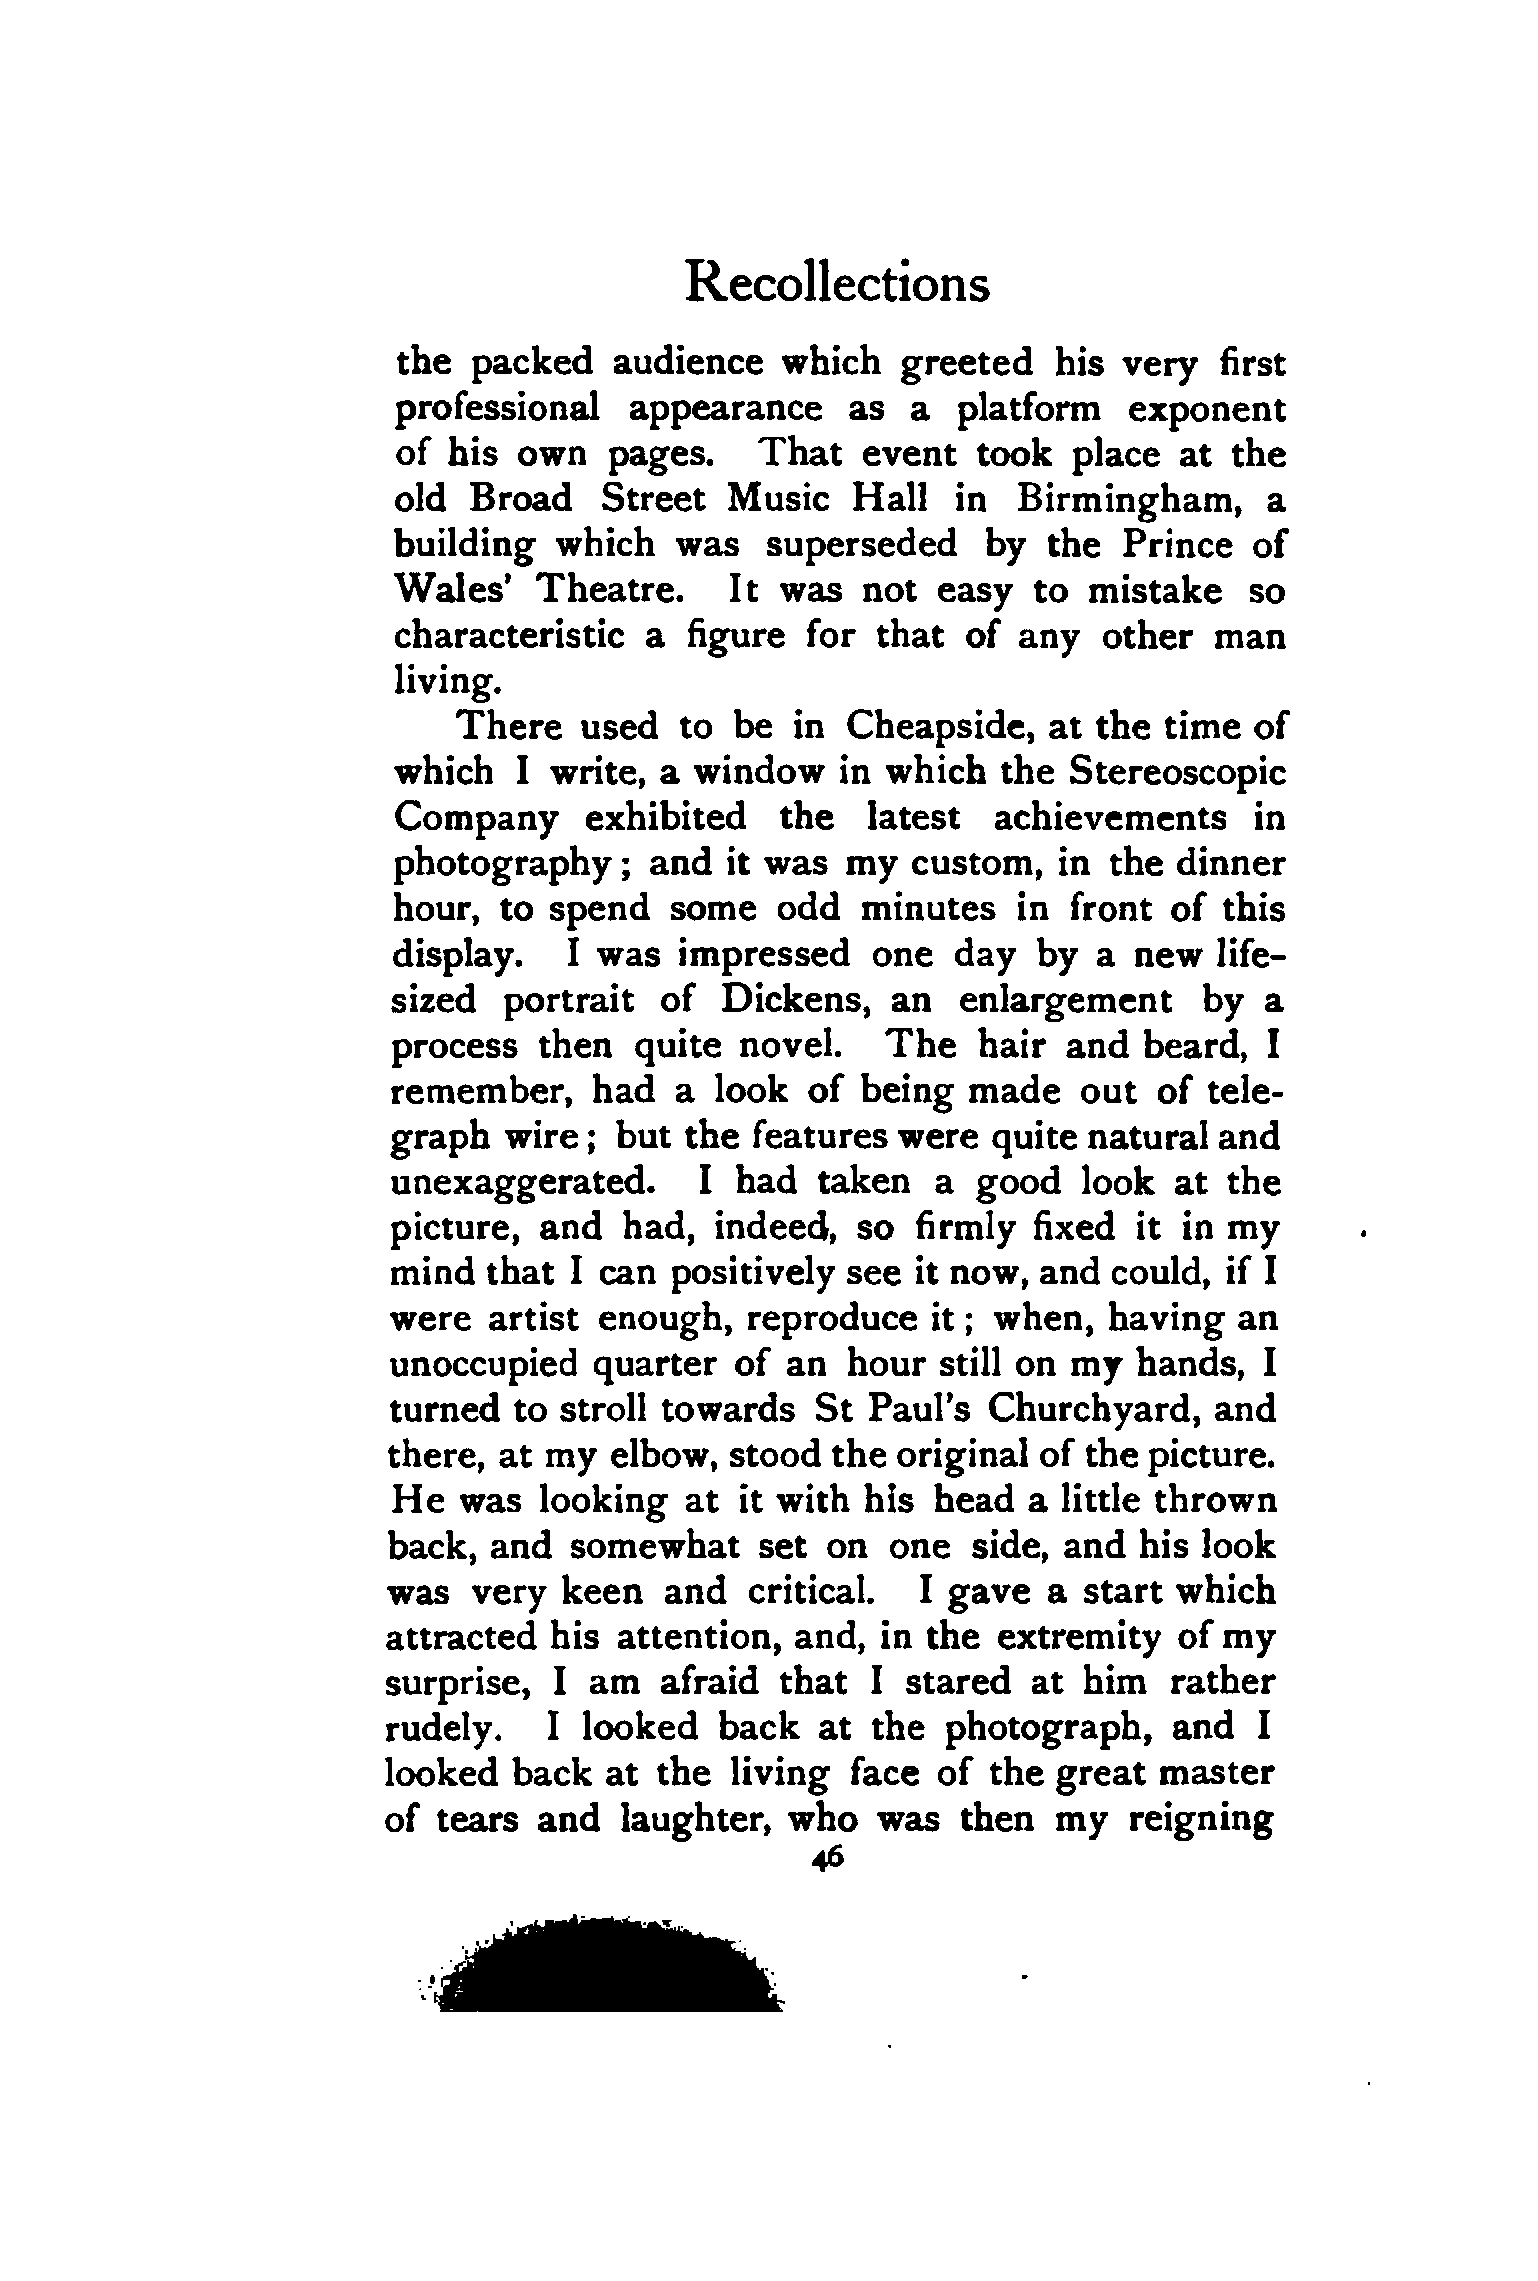 Recollections
the packed audience which greeted his very first
professional appearance as a platform exponent
of his own pages. That event took place at the
old Broad Street Music Hall in Birmingham, a
building which was superseded by the Prince of
Wales' Theatre. It was not easy to mistake so
characteristic a figure for that of any other man
living.
There used to be in Cheapside, at the time of
which I write, a window in which the Stereoscopic
Company exhibited the latest achievements in
photography; and it was my custom, in the dinner
hour, to spend some odd minutes in front of this
display. I was impressed one day by a new life-
sized portrait of Dickens, an enlargement by a
process then quite novel. The hair and beard, I
remember, had a look of being made out of tele-
graph wire; but the features were quite natural and
unexaggerated. I had taken a good look at the
picture, and had, indeed, so firmly fixed it in my
mind that I can positively see it now, and could, if I
were artist enough, reproduce it; when, having an
unoccupied quarter of an hour still on my hands, I
turned to stroll towards St Paul's Churchyard, and
there, at my elbow, stood the original of the picture.
He was looking at it with his head a little thrown
back, and somewhat set on one side, and his look
was very keen and critical. I gave a start which
attracted his attention, and, in the extremity of my
surprise, I am afraid that I stared at him rather
rudely. I looked back at the photograph, and I
looked back at the living face of the great master
of tears and laughter, who was then my reigning
46